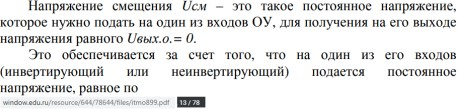 Напряжение смещения Uсм – это такое постоянное напряжение,
которое нужно подать на один из входов ОУ, для получения на его выходе
напряжения равного Uвых.о.= 0.
Это обеспечивается за счет того, что на один из его входов
(инвертирующий или неинвертирующий) подается постоянное
напряжение, равное по
window.edu.ru/resource/644/78644/files/itmo899.pdf 13 / 78